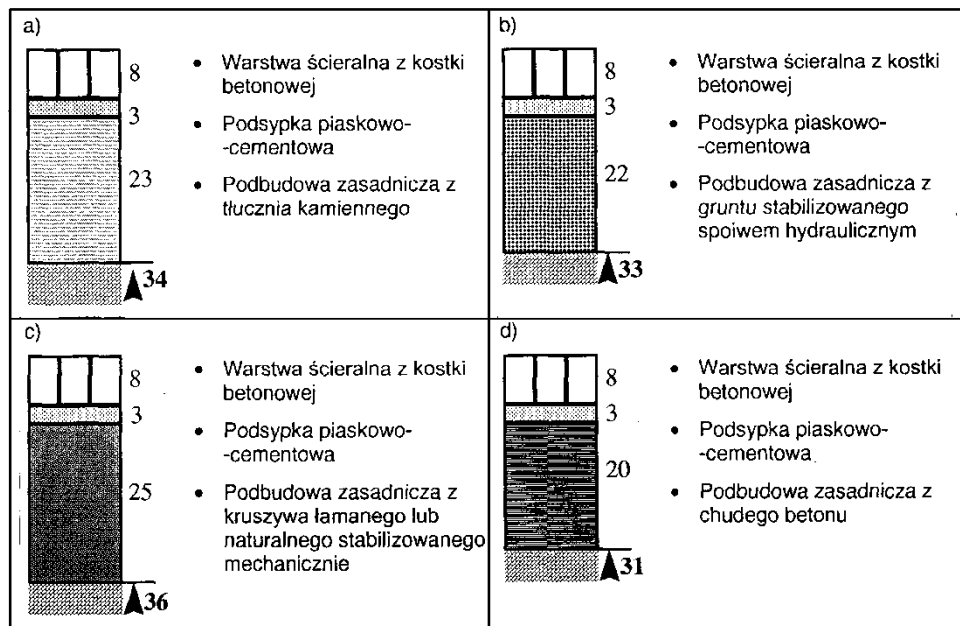 a)
8
3
23
34
• Warstwa ścieralna z kostki
betonowej
• Podsypka piaskowo-
-cementowa
• Podbudowa zasadnicza z
tłucznia kamiennego
b)
8
3
22
33
• Warstwa ścieralna z kostki
betonowej
• Podsypka piaskowo-
-cementowa
• Podbudowa zasadnicza z
gruntu stabilizowanego
spoiwem hydraulicznym
c)
8
3
25
36
• Warstwa ścieralna z kostki
betonowej
• Podsypka piaskowo-
-cementowa
• Podbudowa zasadnicza z
kruszywa łamanego lub
naturalnego stabilizowanego
mechanicznie
d)
8
3
20
31
• Warstwa ścieralna z kostki
betonowej
• Podsypka piaskowo-
-cementowa
• Podbudowa zasadnicza z
chudego betonu